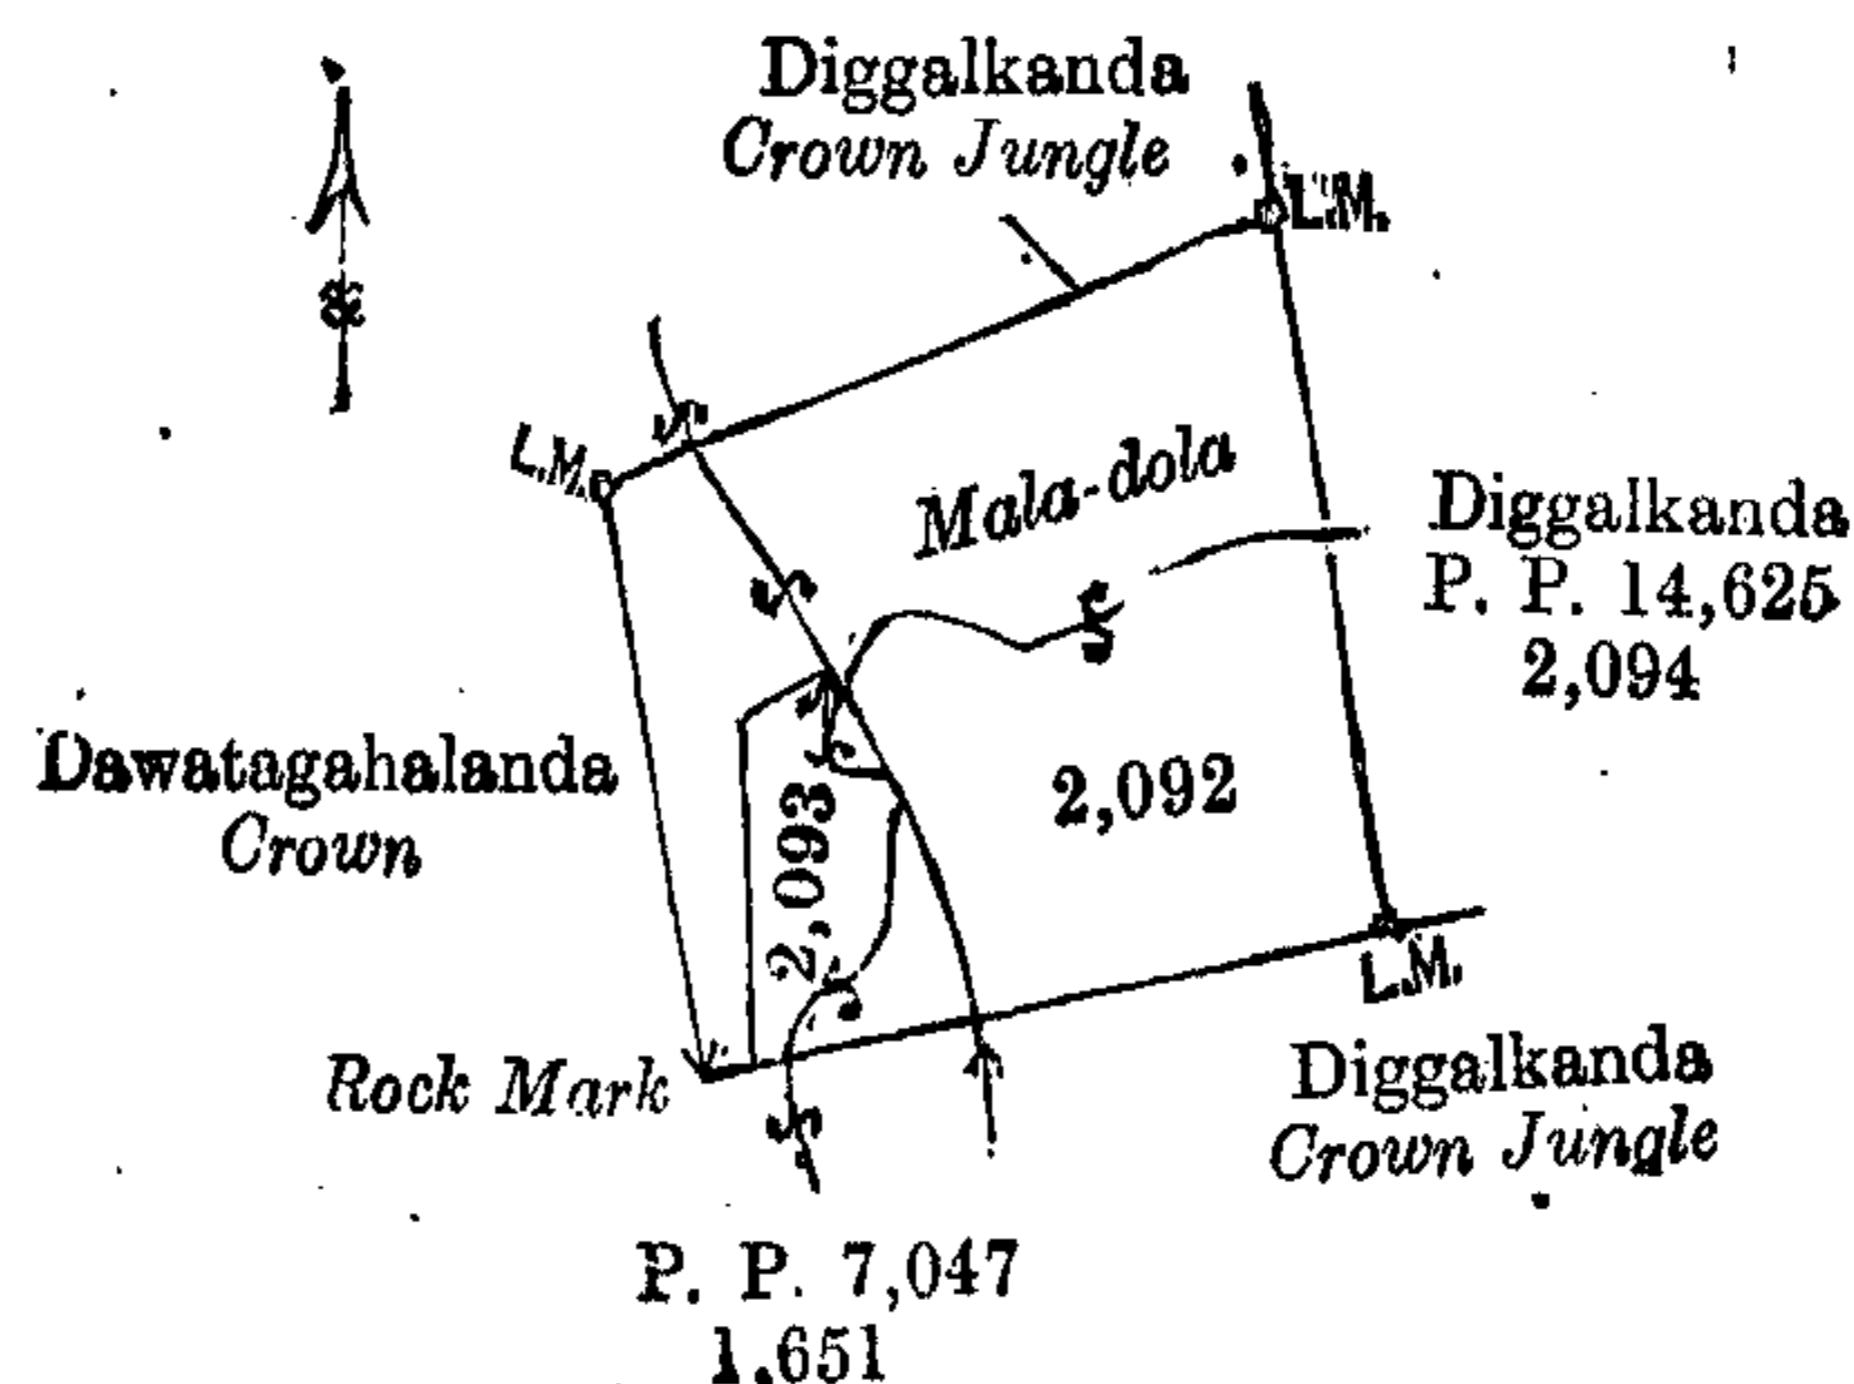 Diggalkanda
Crown Jungle
L.M.
L.M.
Mala-dola
Diggalkanda
P. P. 14,625
2,094
Dawatagahalanda
Crown
2,093
2,092
L.M.
Rock Mark
Diggalkanda
Crown Jungle
P. P. 7,047
1,651